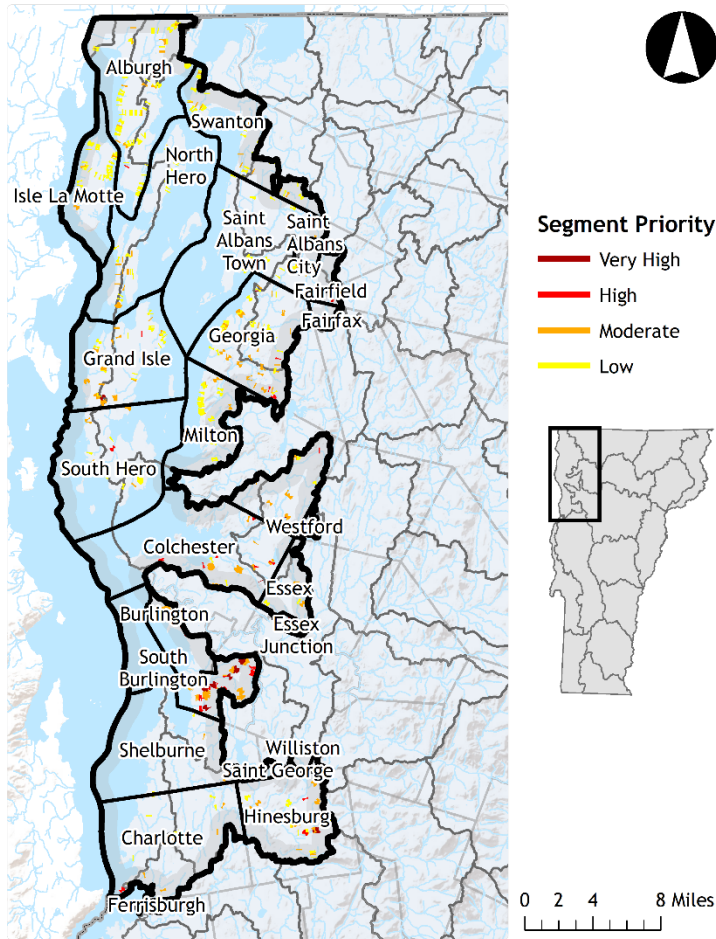 Alburgh
Swanton
North
Hero
Isle La Motte
Saint
Albans
Town
Saint
Albans
City
Fairfield
Fairfax
Georgia
Grand Isle
Milton
South Hero
Westford
Colchester
Essex
Burlington
Essex
Junction
South
Burlington
Shelburne
Williston
Saint George
Hinesburg
Charlotte
Ferrisburgh
Segment Priority
Very High
High
Moderate
Low
0 2 4 8 Miles